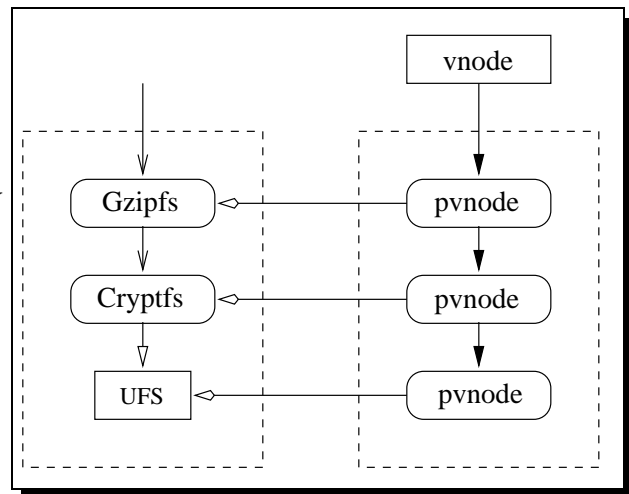 vnode
Gzipfs
pvnode
Cryptfs
pvnode
UFS
pvnode